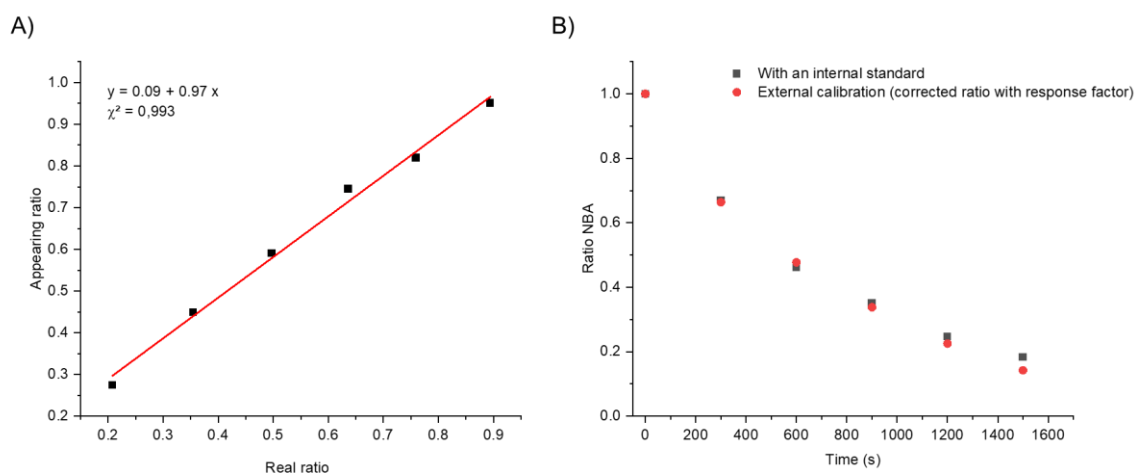 A)
y = 0.09 + 0.97 x
χ² = 0,993
1.0
0.9
0.8
0.7
0.6
0.5
0.4
0.3
0.2
Appearing ratio
0.2 0.3 0.4 0.5 0.6 0.7 0.8 0.9
Real ratio
B)
With an internal standard
External calibration (corrected ratio with response factor)
1.0
0.8
0.6
0.4
0.2
0.0
Ratio NBA
0 200 400 600 800 1000 1200 1400 1600
Time (s)